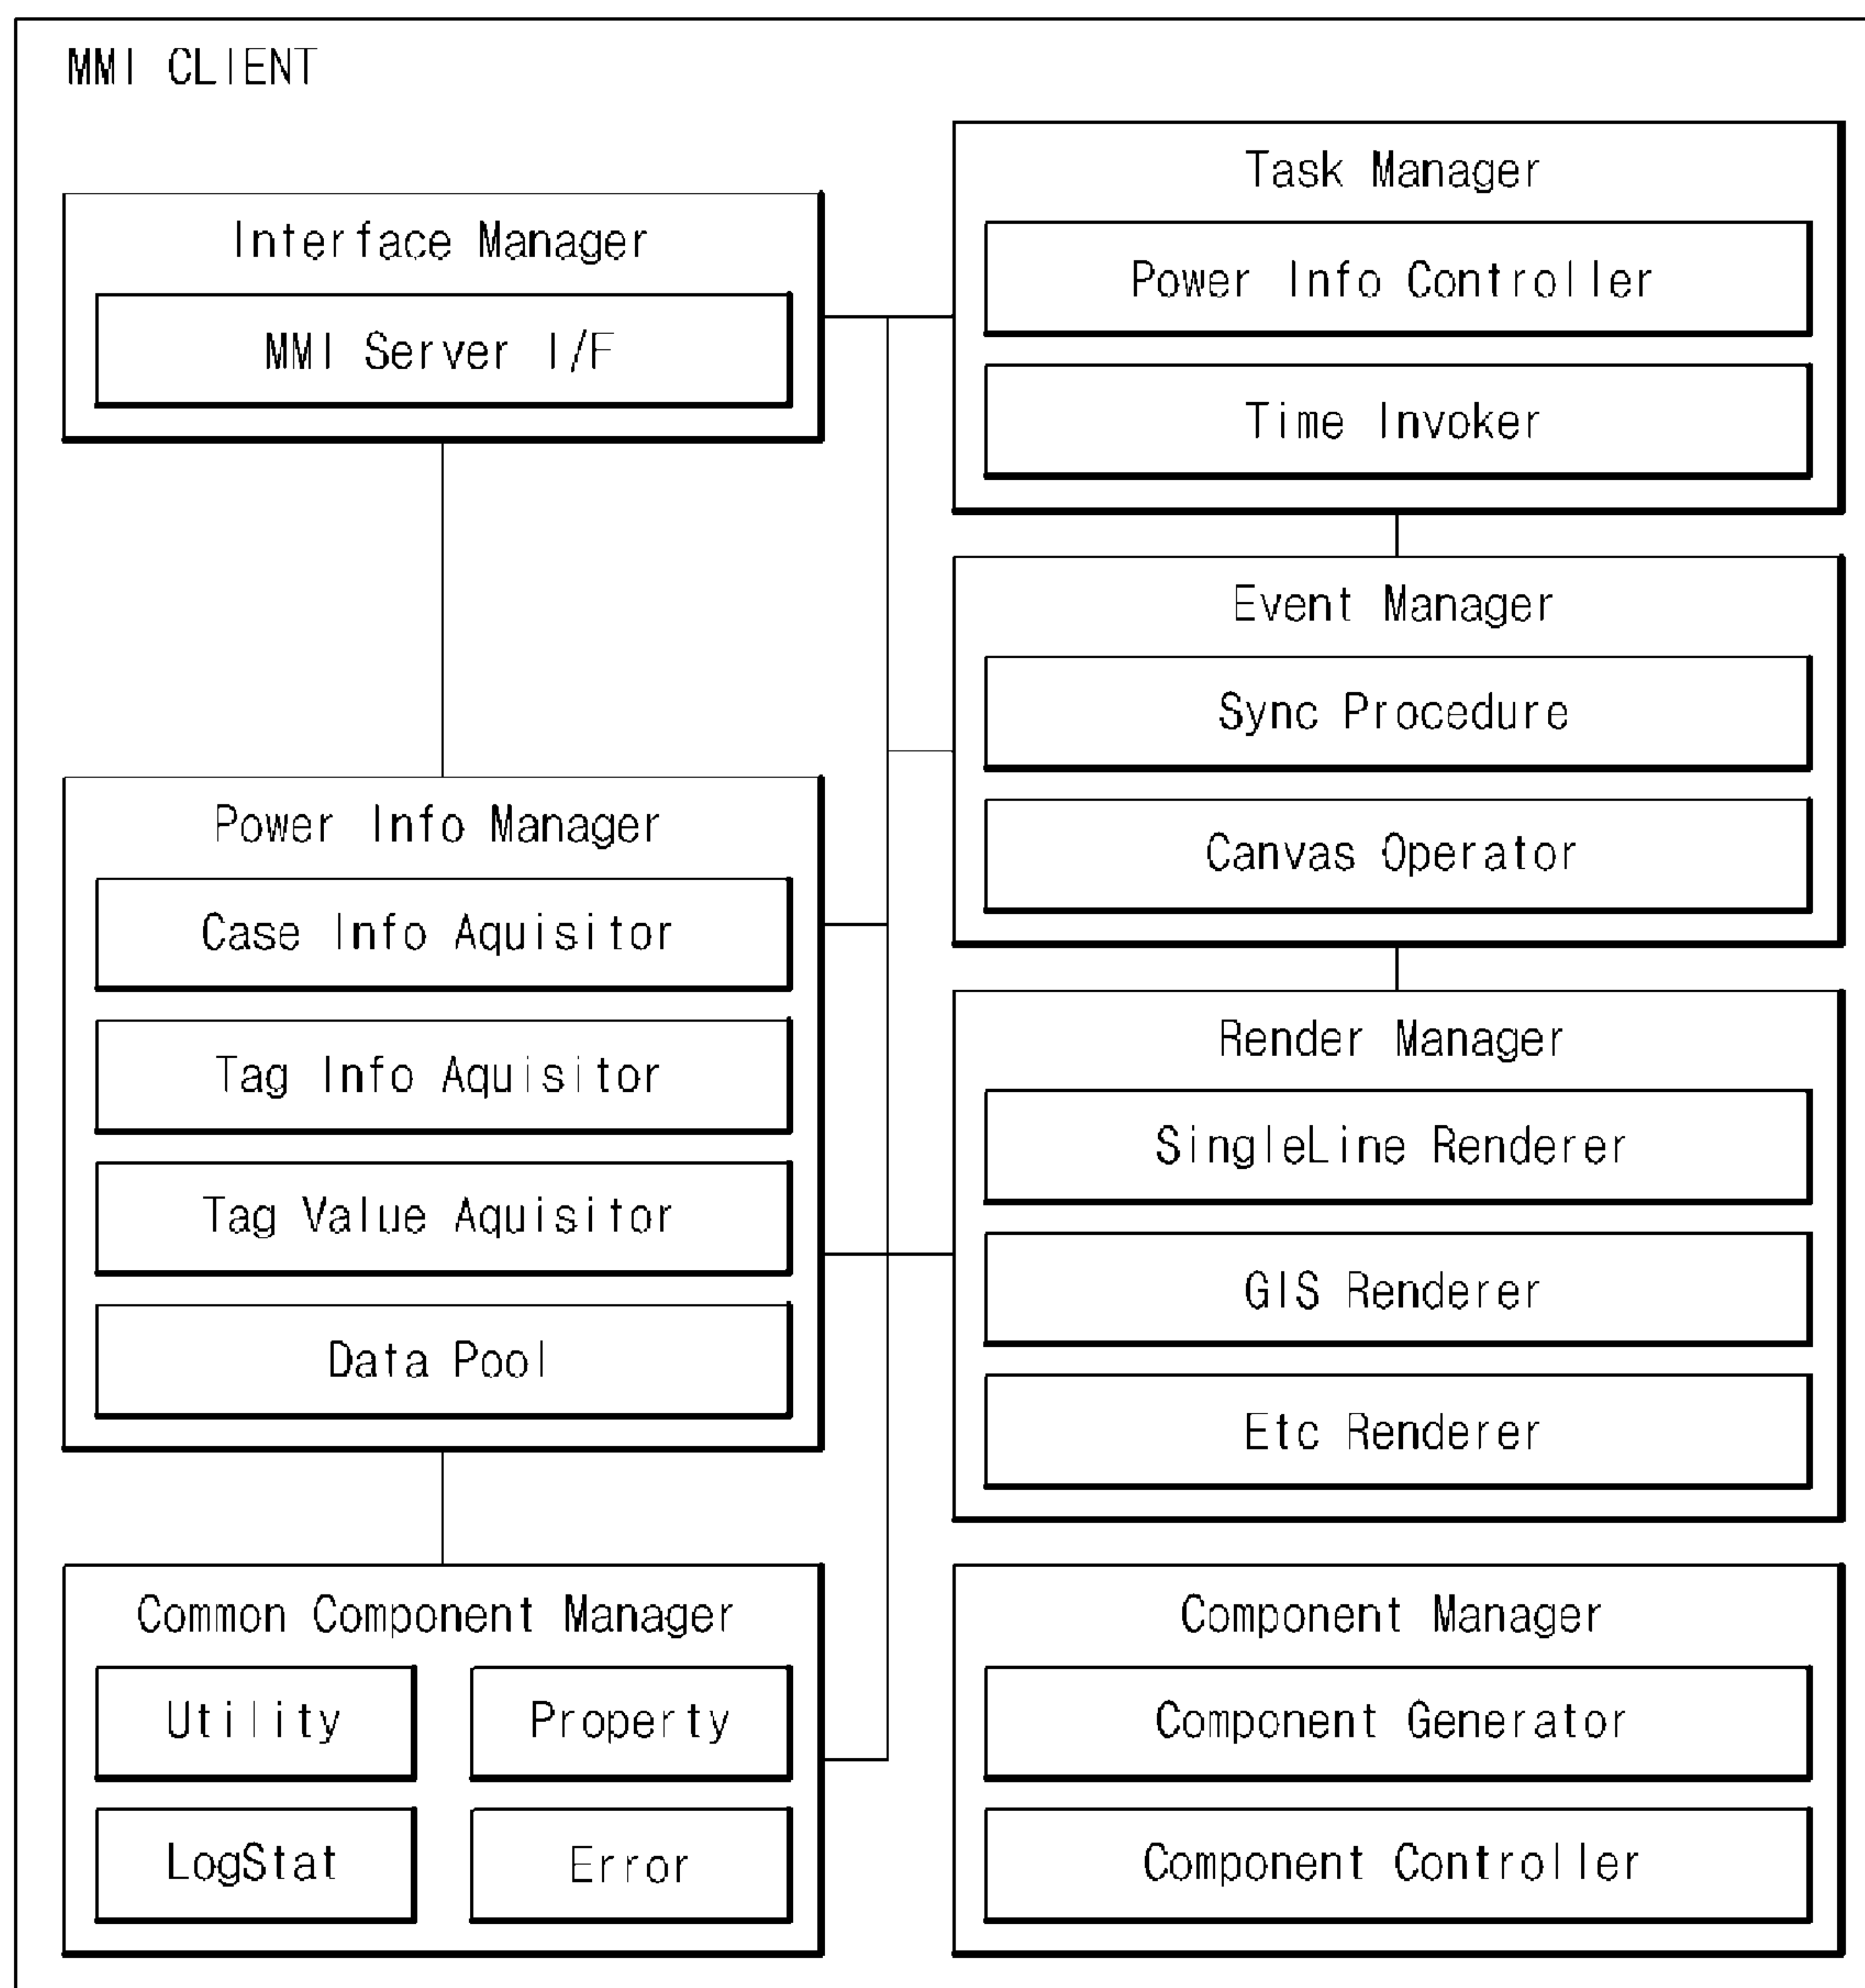 MMI CLIENT
Interface Manager
MMI Server I/F
Power Info Manager
Case Info Aquisitor
Tag Info Aquisitor
Tag Value Aquisitor
Data Pool
Common Component Manager
Utility
Property
LogStat
Error
Task Manager
Power Info Controller
Time Invoker
Event Manager
Sync Procedure
Canvas Operator
Render Manager
SingleLine Renderer
GIS Renderer
Etc Renderer
Component Manager
Component Generator
Component Controller